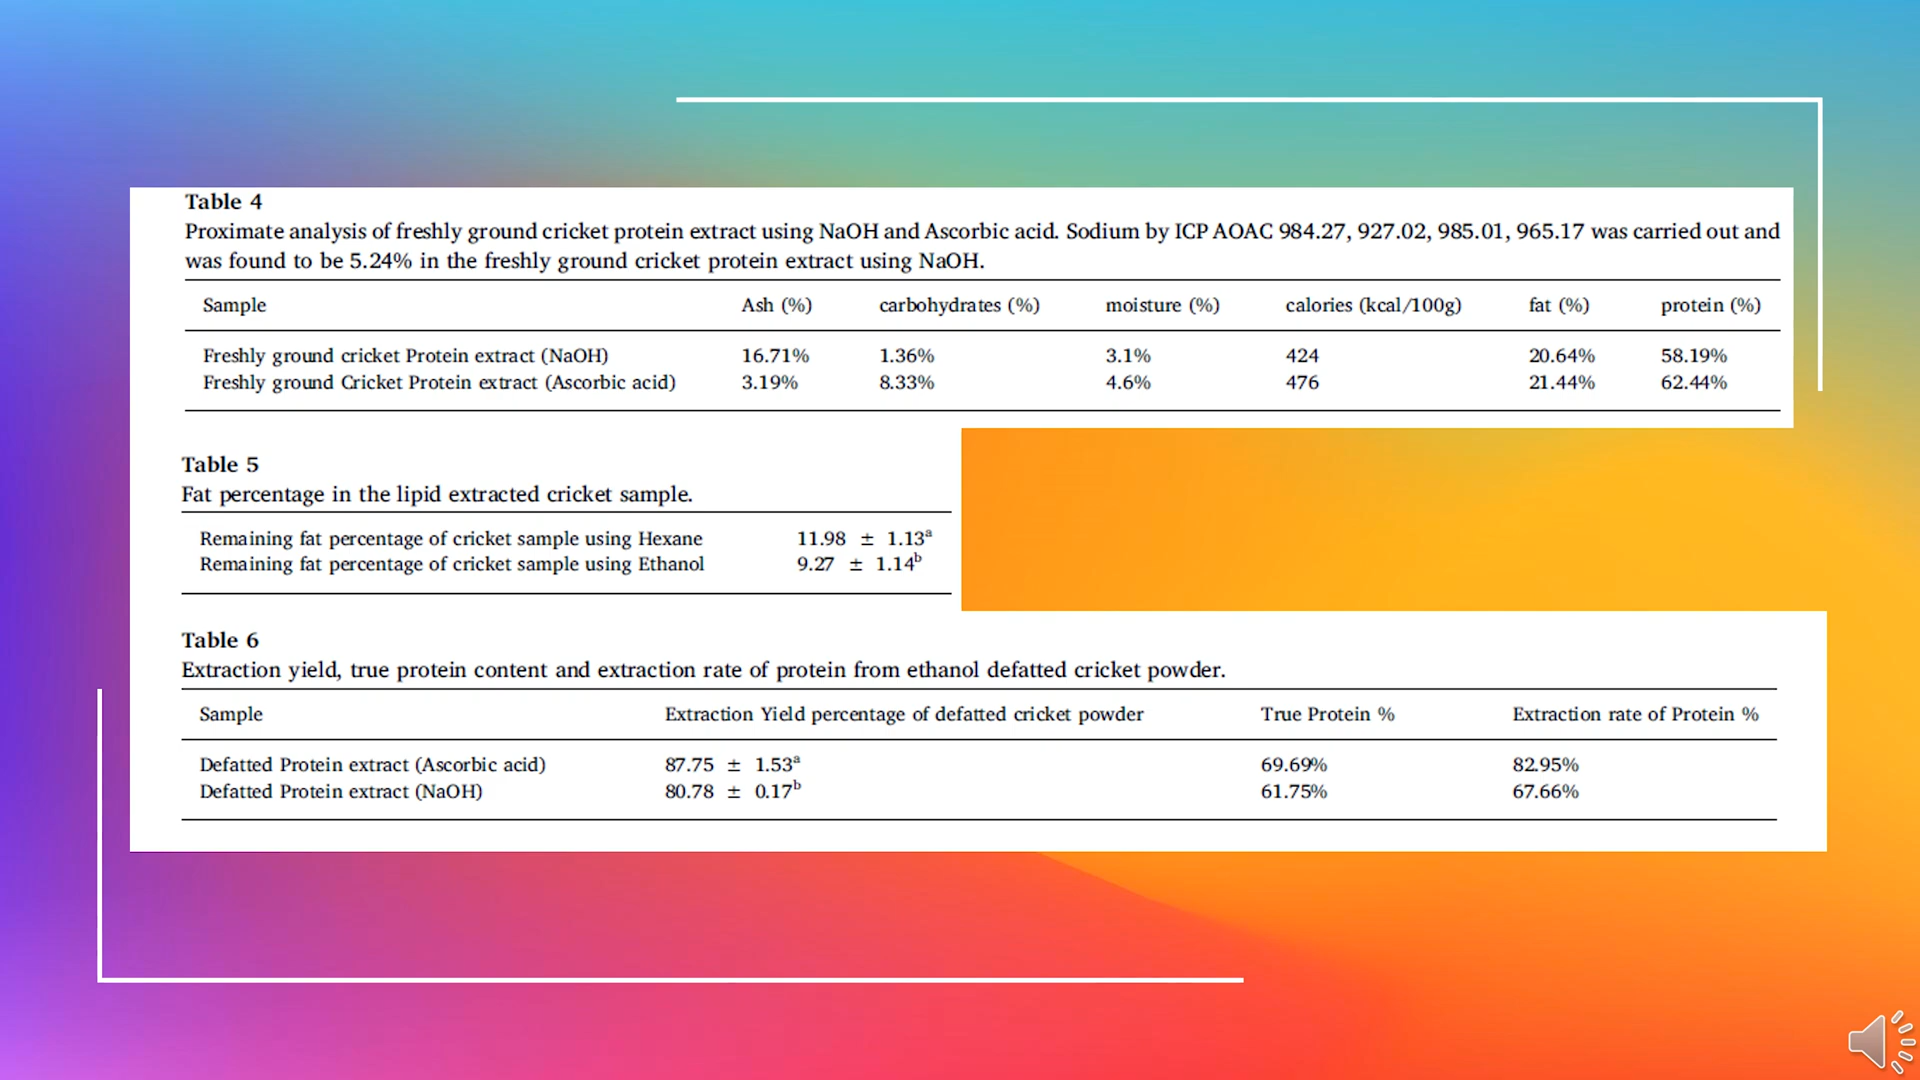 Table 4
Proximate analysis of freshly ground cricket protein extract using NaOH and Ascorbic acid. Sodium by ICP AOAC 984.27, 927.02, 985.01, 965.17 was carried out and
was found to be 5.24% in the freshly ground cricket protein extract using NaOH.
Sample Ash (%) carbohydrates (%) moisture (%) calories (kcal/100g) fat (%) protein (%)
Freshly ground cricket Protein extract (NaOH) 16.71% 1.36% 3.1% 424 20.64% 58.19%
Freshly ground Cricket Protein extract (Ascorbic acid) 3.19% 8.33% 4.6% 476 21.44% 62.44%
Table 5
Fat percentage in the lipid extracted cricket sample.
Remaining fat percentage of cricket sample using Hexane 11.98 ± 1.13a
Remaining fat percentage of cricket sample using Ethanol 9.27 ± 1.14b
Table 6
Extraction yield, true protein content and extraction rate of protein from ethanol defatted cricket powder.
Sample Extraction Yield percentage of defatted cricket powder True Protein % Extraction rate of Protein %
Defatted Protein extract (Ascorbic acid) 87.75 ± 1.53a 69.69% 82.95%
Defatted Protein extract (NaOH) 80.78 ± 0.17b 61.75% 67.66%